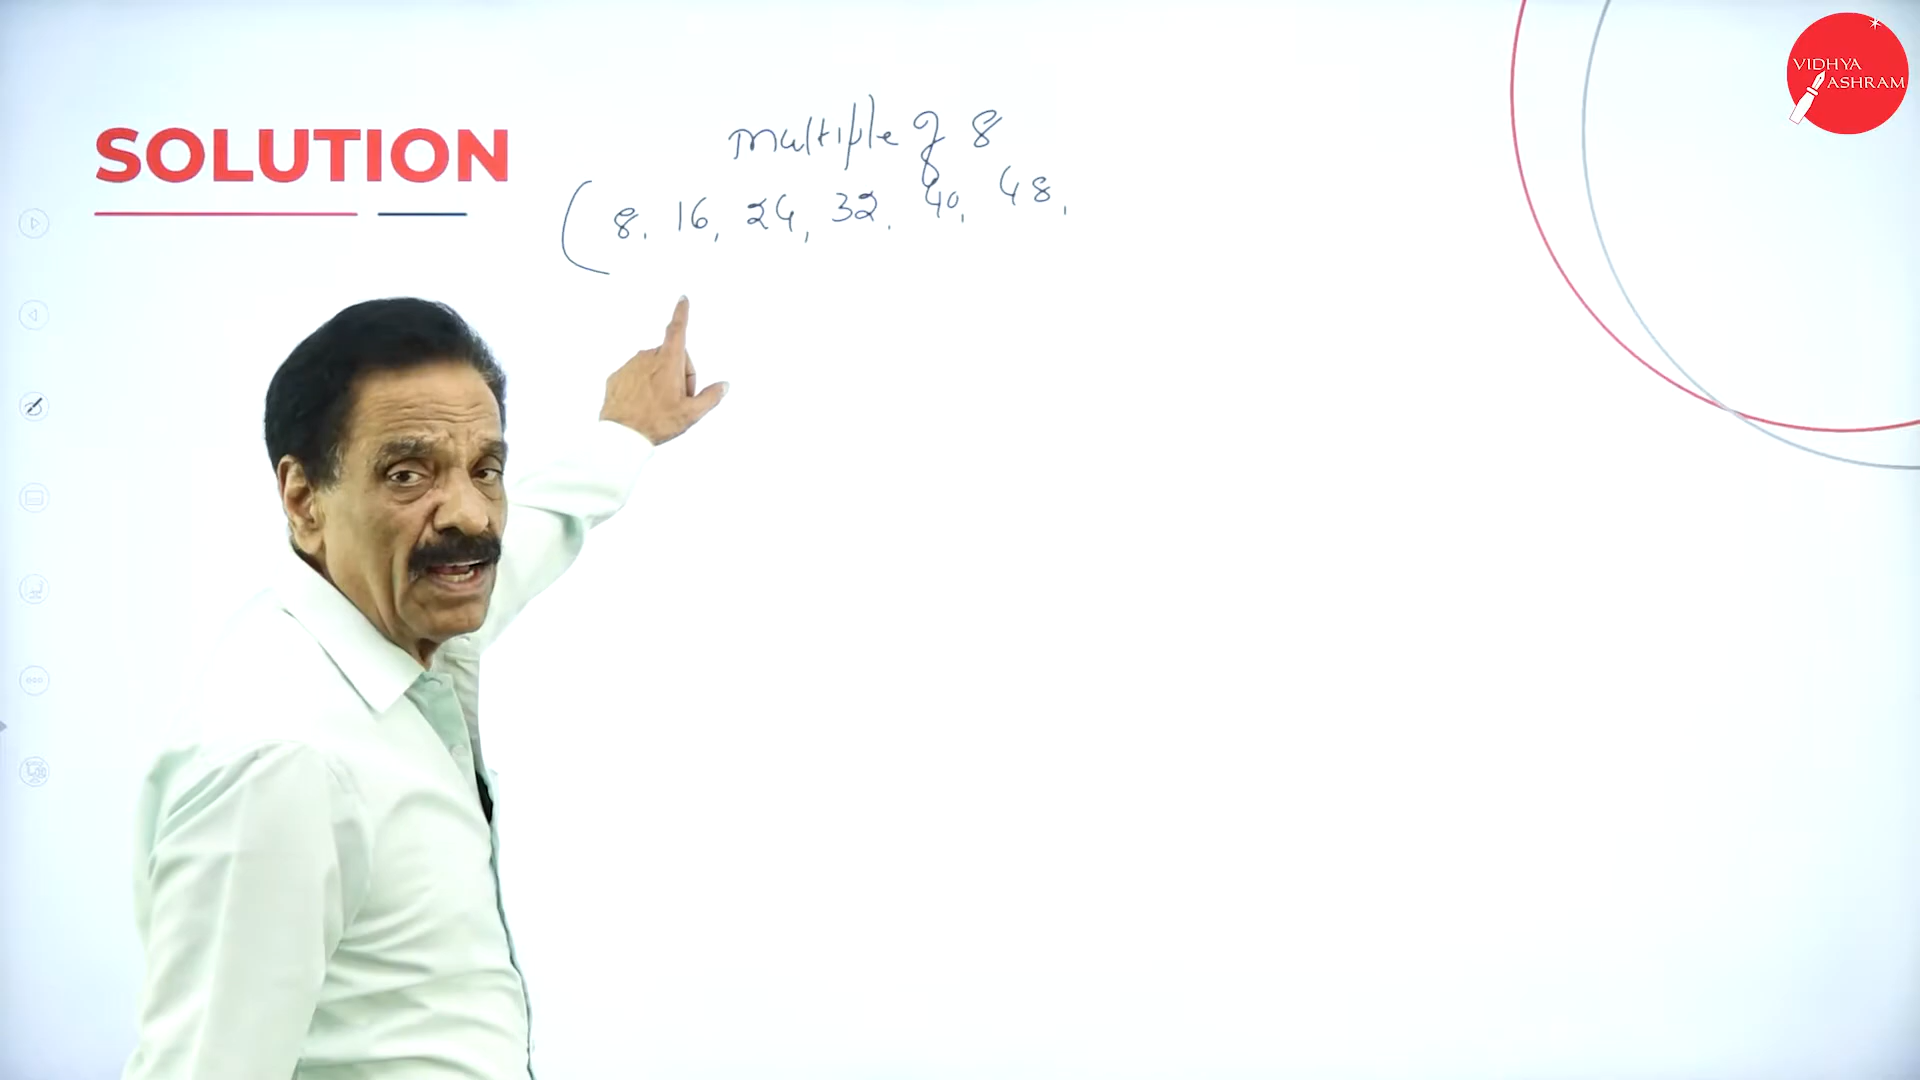 VIDHYA
ASHRAM
SOLUTION
multiple of 8
( 8, 16, 24, 32, 40, 48,